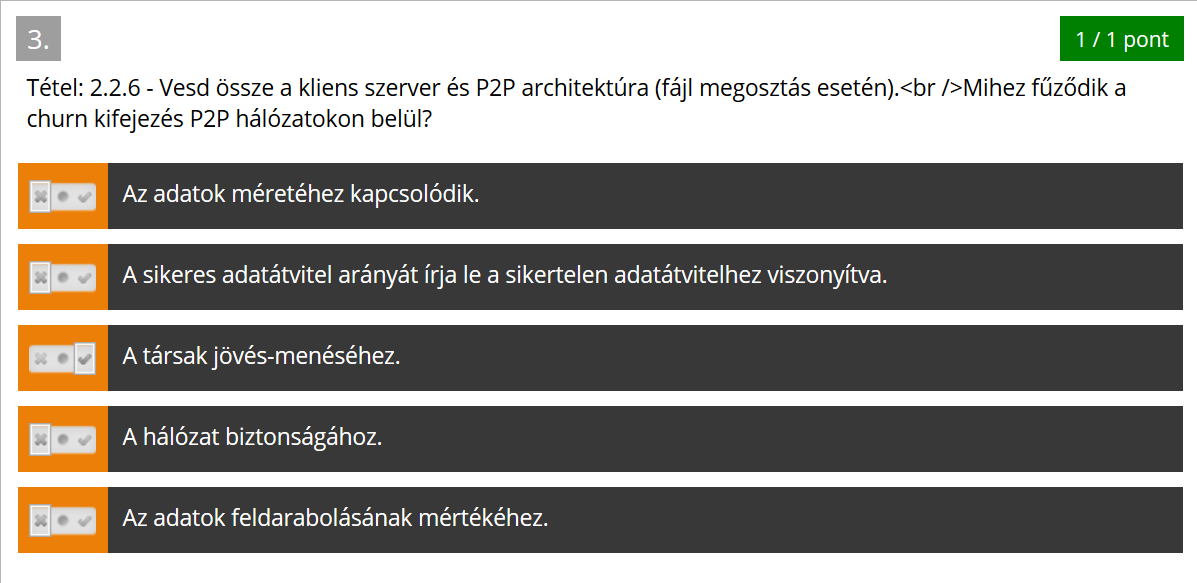 3.
1 / 1 pont
Tétel: 2.2.6 - Vesd össze a kliens szerver és P2P architektúra (fájl megosztás esetén).<br />Mihez fűződik a
churn kifejezés P2P hálózatokon belül?
Az adatok méretéhez kapcsolódik.
A sikeres adatátvitel arányát írja le a sikertelen adatátvitelhez viszonyítva.
A társak jövés-menéséhez.
A hálózat biztonságához.
Az adatok feldarabolásának mértékéhez.